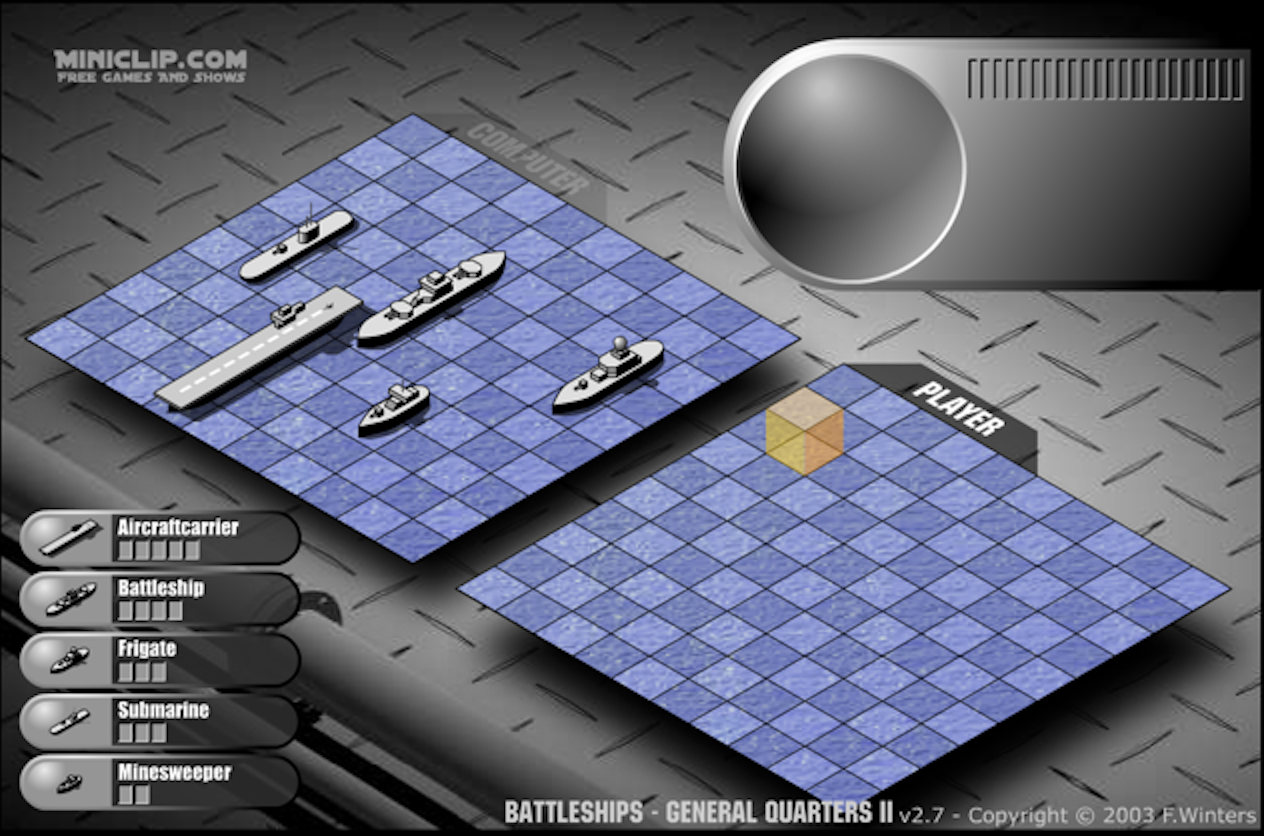 MINICLIP.COM
FREE GAMES AND SHOWS
COMPUTER
PLAYER
Aircraftcarrier
Battleship
Frigate
Submarine
Minesweeper
BATTLESHIPS - GENERAL QUARTERS II v2.7 - Copyright © 2003 F.Winters